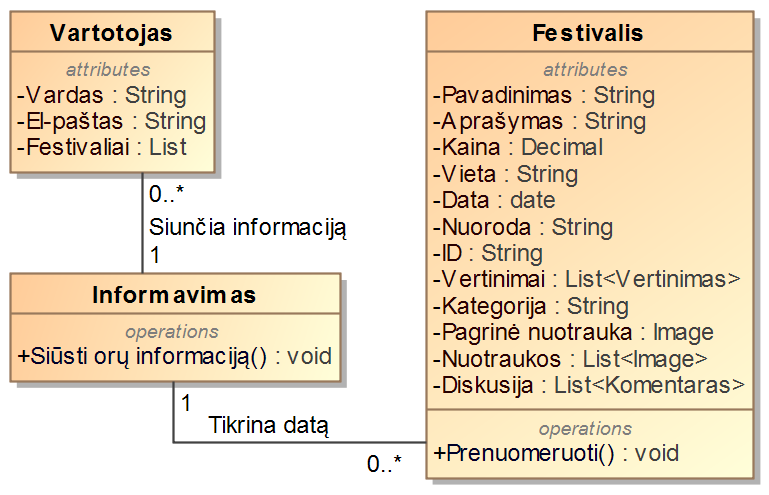 Vartotojas
attributes
-Vardas : String
-El-paštas : String
-Festivaliai : List
0..*
Siunčia informaciją
1
Informavimas
operations
+Siūsti orų informaciją() : void
1
Tikrina datą
0..*
Festivalis
attributes
-Pavadinimas : String
-Aprašymas : String
-Kaina : Decimal
-Vieta : String
-Data : date
-Nuoroda : String
-ID : String
-Vertinimai : List<Vertinimas>
-Kategorija : String
-Pagrinė nuotrauka : Image
-Nuotraukos : List<Image>
-Diskusija : List<Komentaras>
operations
+Prenuomeruoti() : void